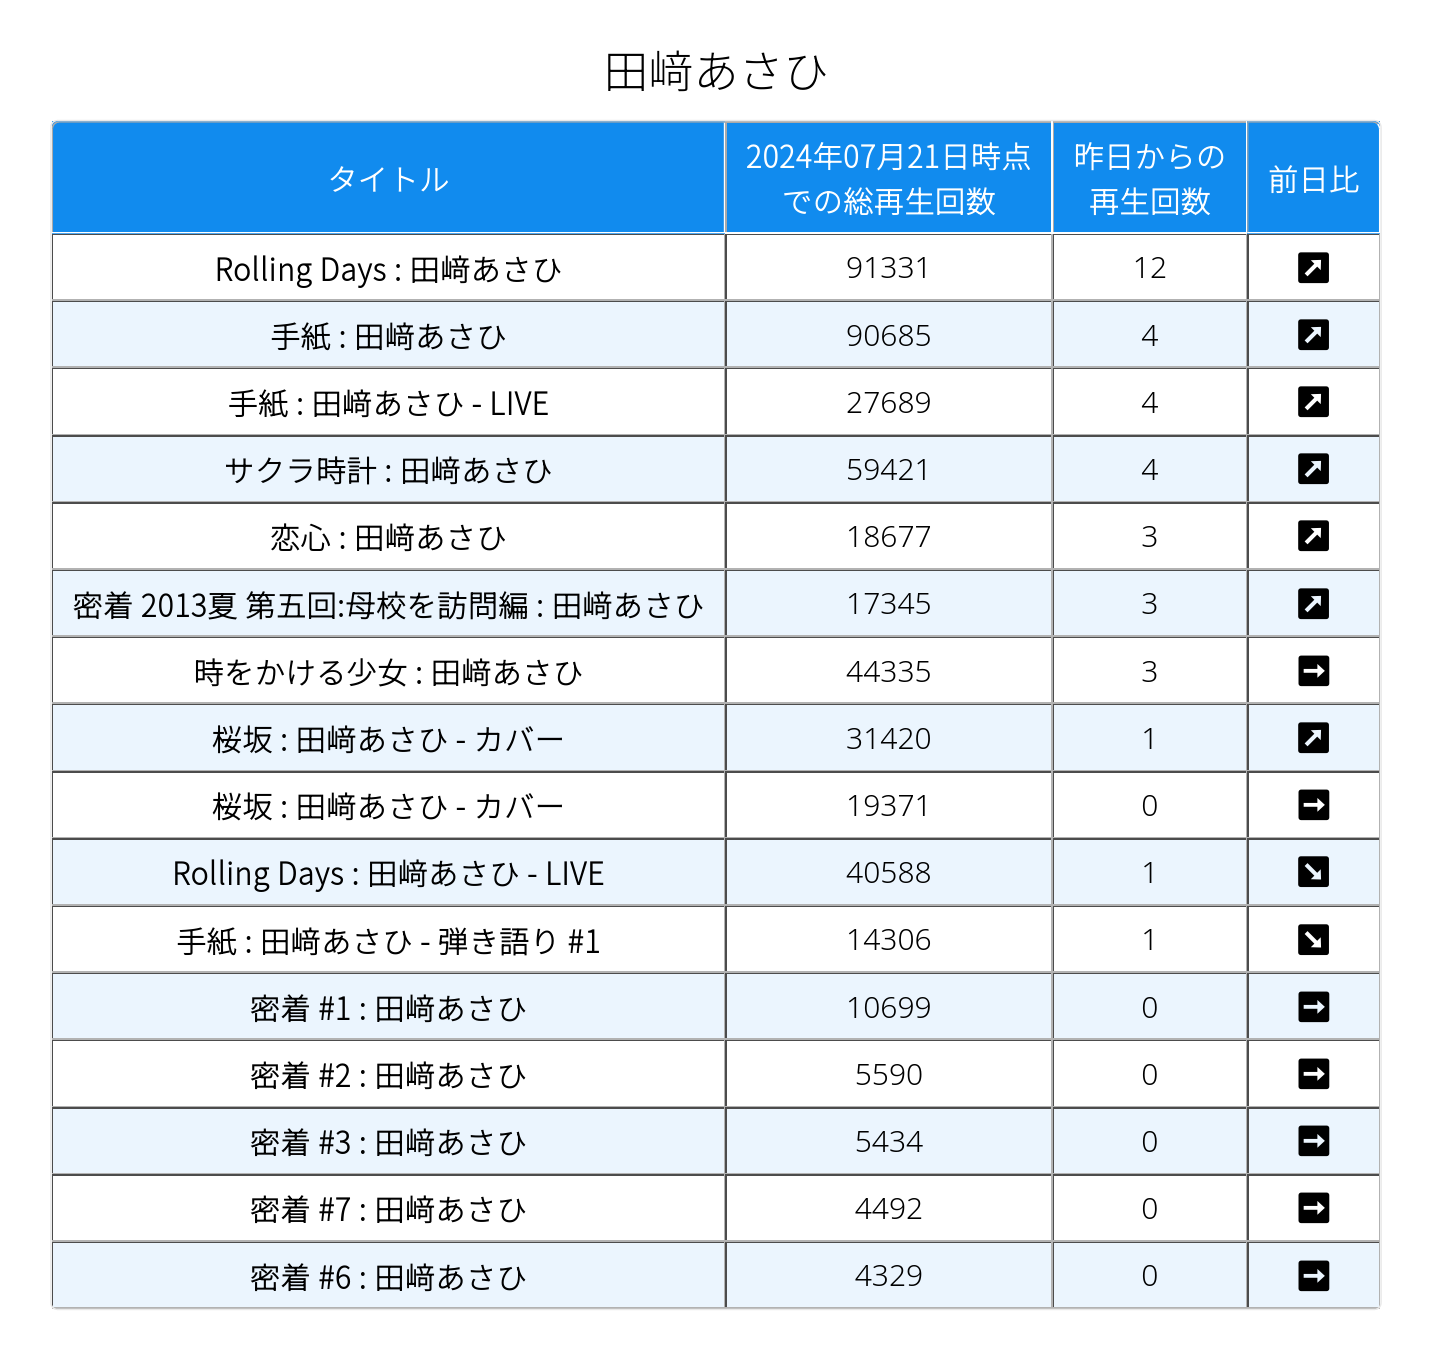 田﨑あさひ
タイトル 2024年07月21日時点での総再生回数 昨日からの再生回数 前日比
Rolling Days : 田﨑あさひ 91331 12 ↗
手紙 : 田﨑あさひ 90685 4 ↗
手紙 : 田﨑あさひ - LIVE 27689 4 ↗
サクラ時計 : 田﨑あさひ 59421 4 ↗
恋心 : 田﨑あさひ 18677 3 ↗
密着 2013夏 第五回:母校を訪問編 : 田﨑あさひ 17345 3 ↗
時をかける少女 : 田﨑あさひ 44335 3 →
桜坂 : 田﨑あさひ - カバー 31420 1 ↗
桜坂 : 田﨑あさひ - カバー 19371 0 →
Rolling Days : 田﨑あさひ - LIVE 40588 1 ↘
手紙 : 田﨑あさひ - 弾き語り #1 14306 1 ↘
密着 #1 : 田﨑あさひ 10699 0 →
密着 #2 : 田﨑あさひ 5590 0 →
密着 #3 : 田﨑あさひ 5434 0 →
密着 #7 : 田﨑あさひ 4492 0 →
密着 #6 : 田﨑あさひ 4329 0 →